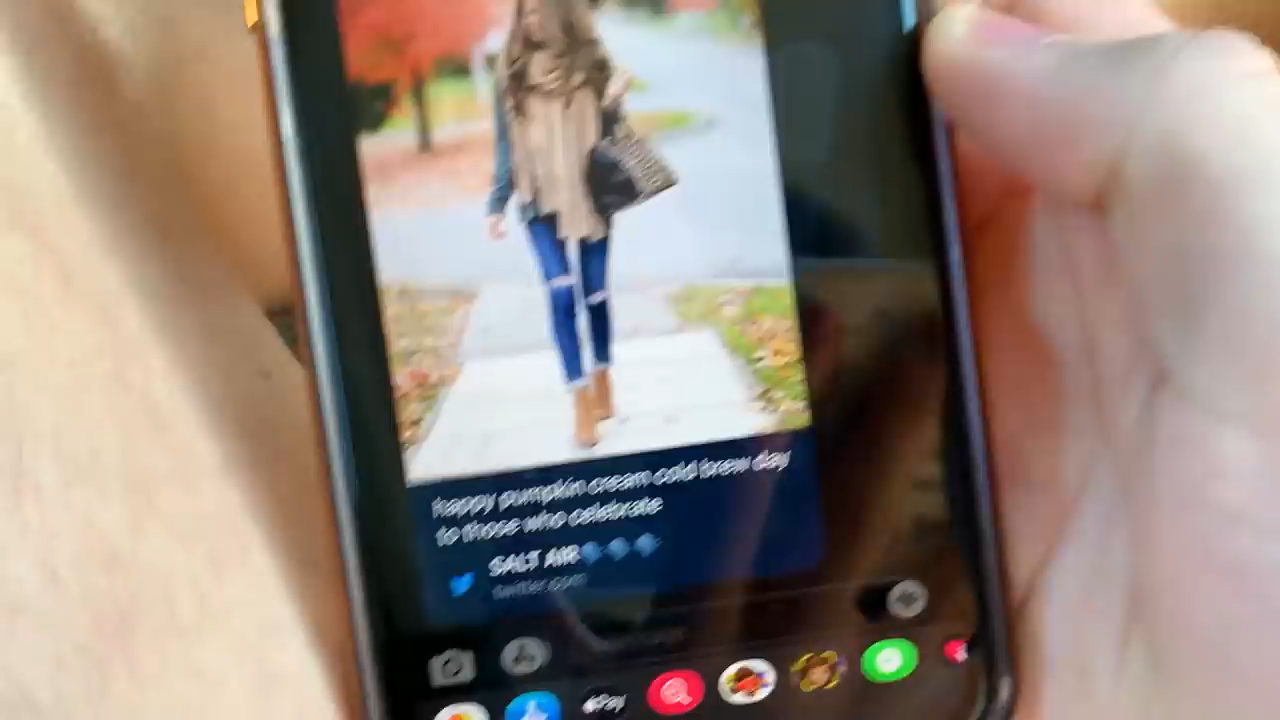 happy pumpkin cream cold brew day
to those who celebrate
SALT AIR
twitter.com
Pay